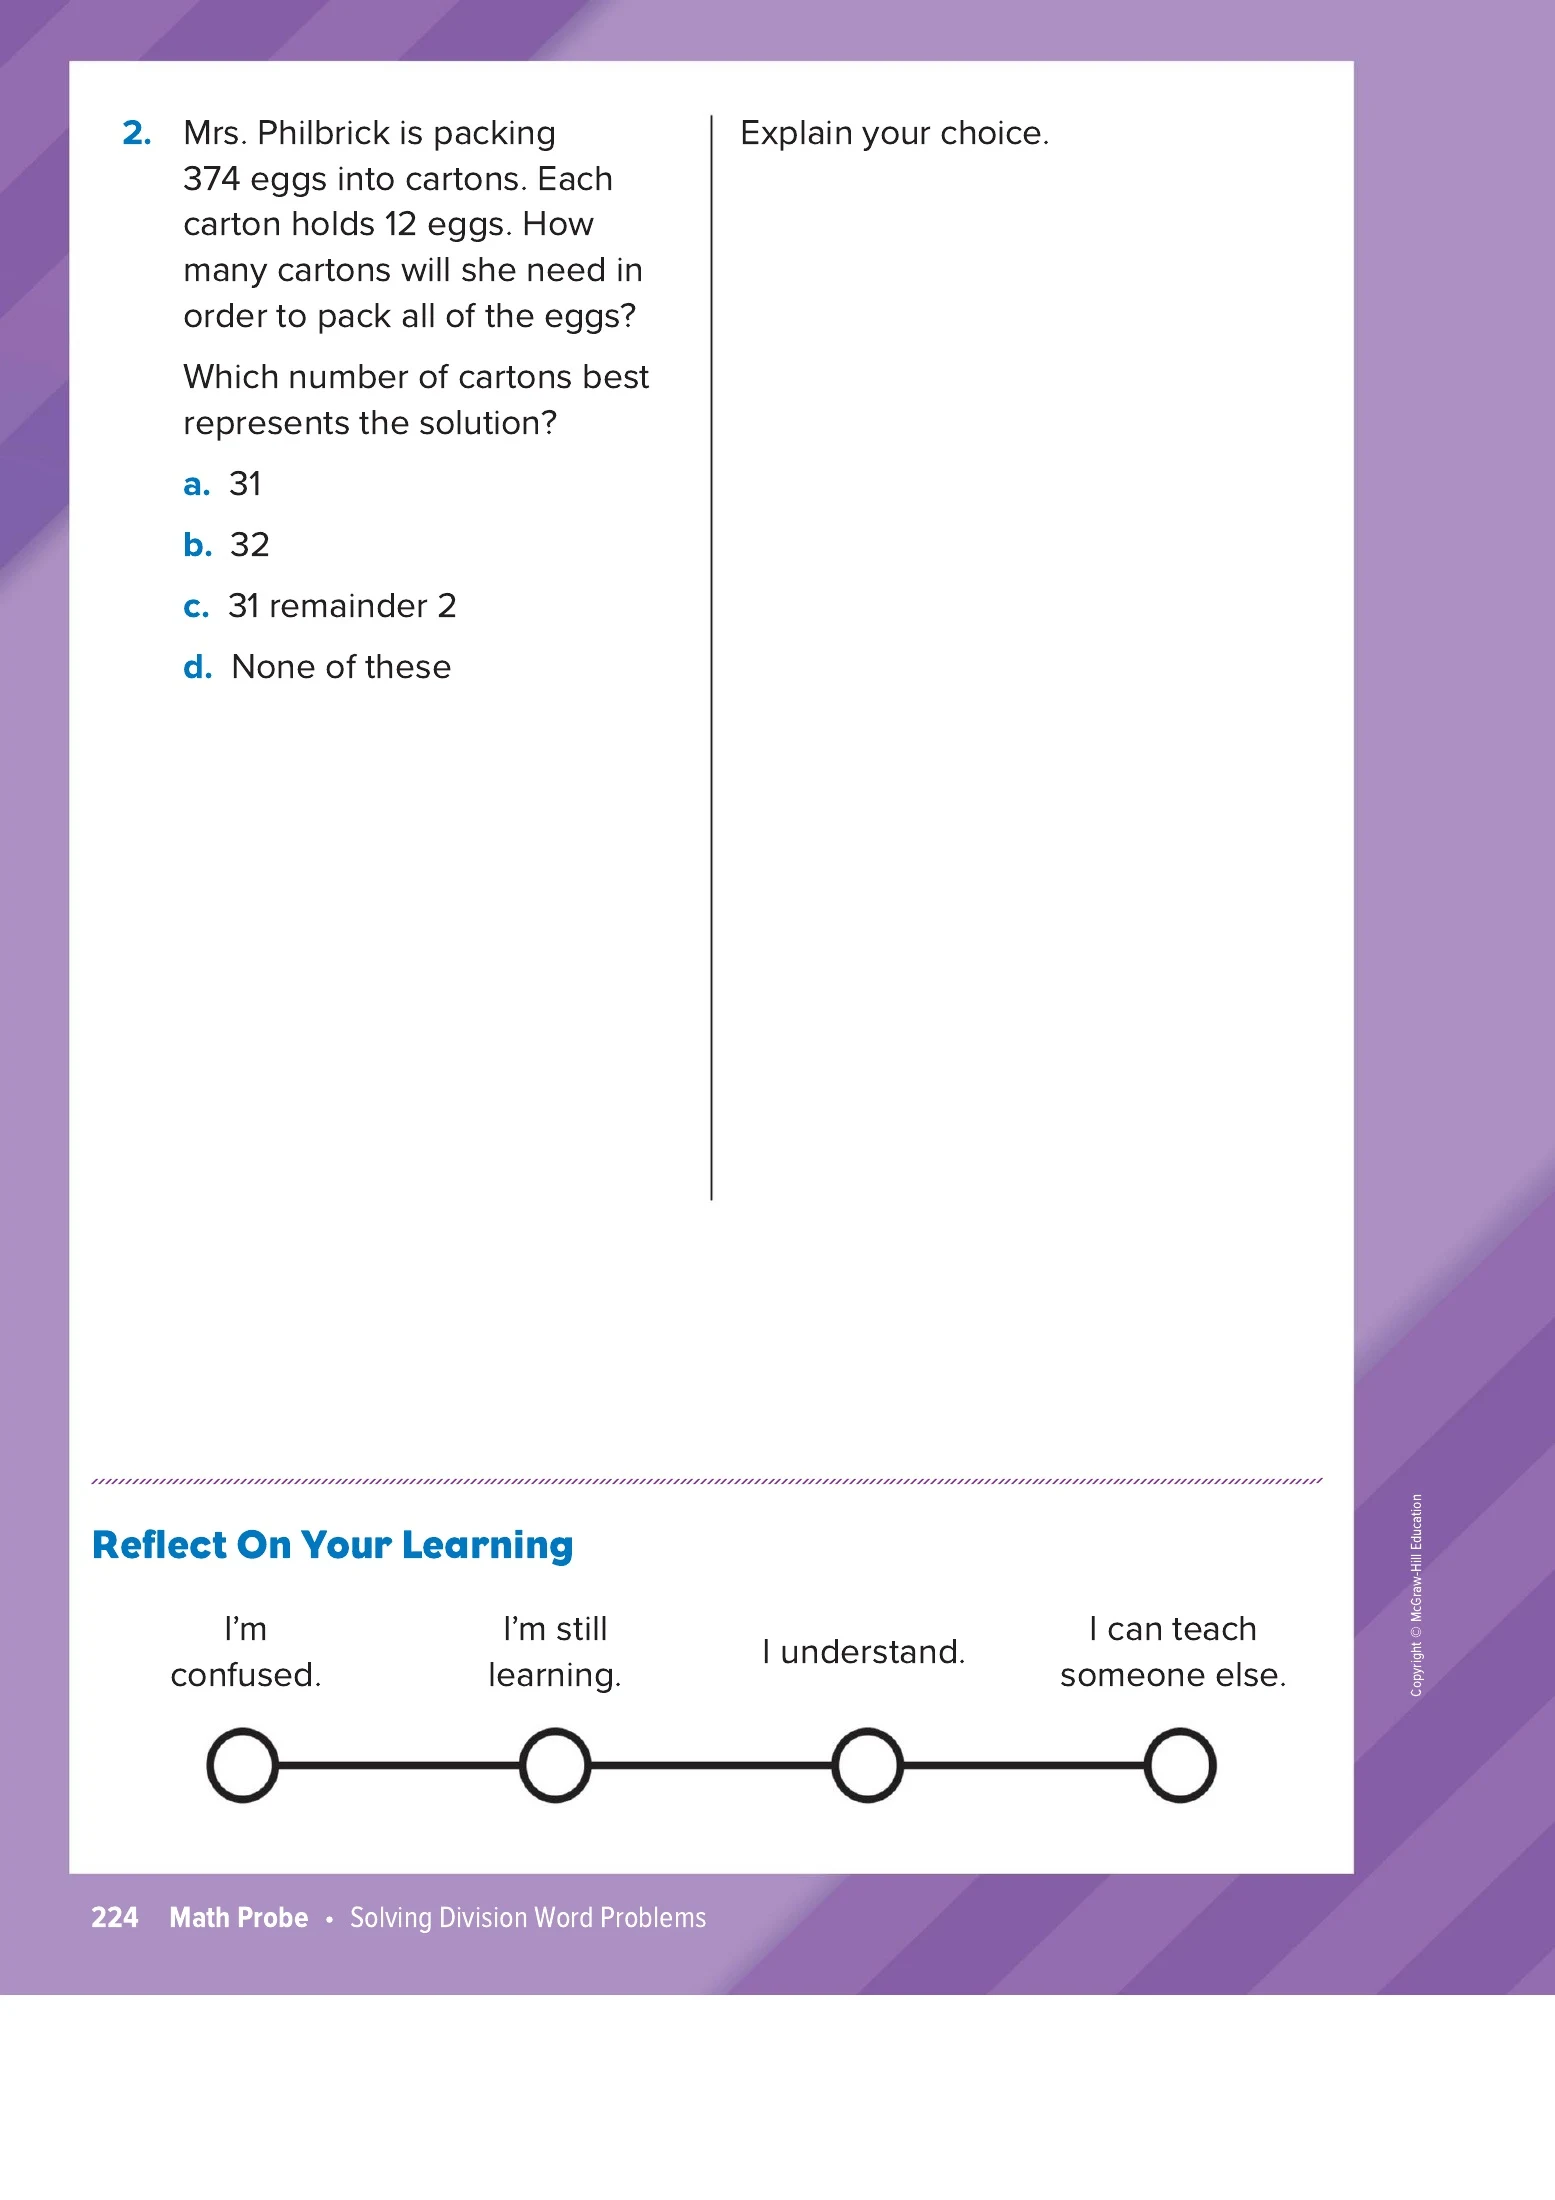 2. Mrs. Philbrick is packing
374 eggs into cartons. Each
carton holds 12 eggs. How
many cartons will she need in
order to pack all of the eggs?
Which number of cartons best
represents the solution?
a. 31
b. 32
c. 31 remainder 2
d. None of these
Explain your choice.
Reflect On Your Learning
I’m
confused.
I’m still
learning.
I understand.
I can teach
someone else.
Copyright © McGraw-Hill Education
224 Math Probe • Solving Division Word Problems